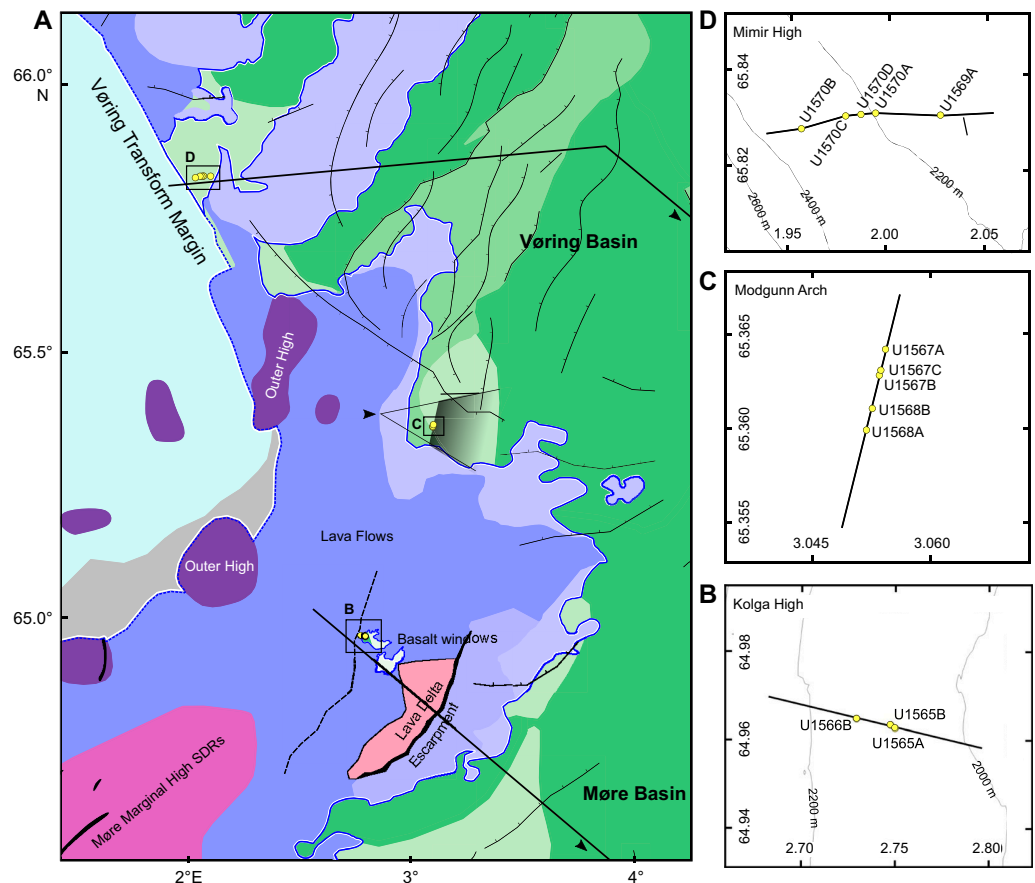 A
66.0°
N
65.5°
65.0°
2°E
3°
4°
Vøring Transform Margin
D
Vøring Basin
Outer High
C
Lava Flows
Outer High
B
Basalt windows
Lava Delta
Escarpment
Møre Marginal High SDRs
Møre Basin
D
Mimir High
65.84
65.82
U1570B
U1570C
U1570D
U1570A
U1569A
2600 m
2400 m
2200 m
1.95
2.00
2.05
C
Modgunn Arch
65.365
65.360
65.355
U1567A
U1567C
U1567B
U1568B
U1568A
3.045
3.060
B
Kolga High
64.98
64.96
64.94
U1566B
U1565B
U1565A
2200 m
2000 m
2.70
2.75
2.80